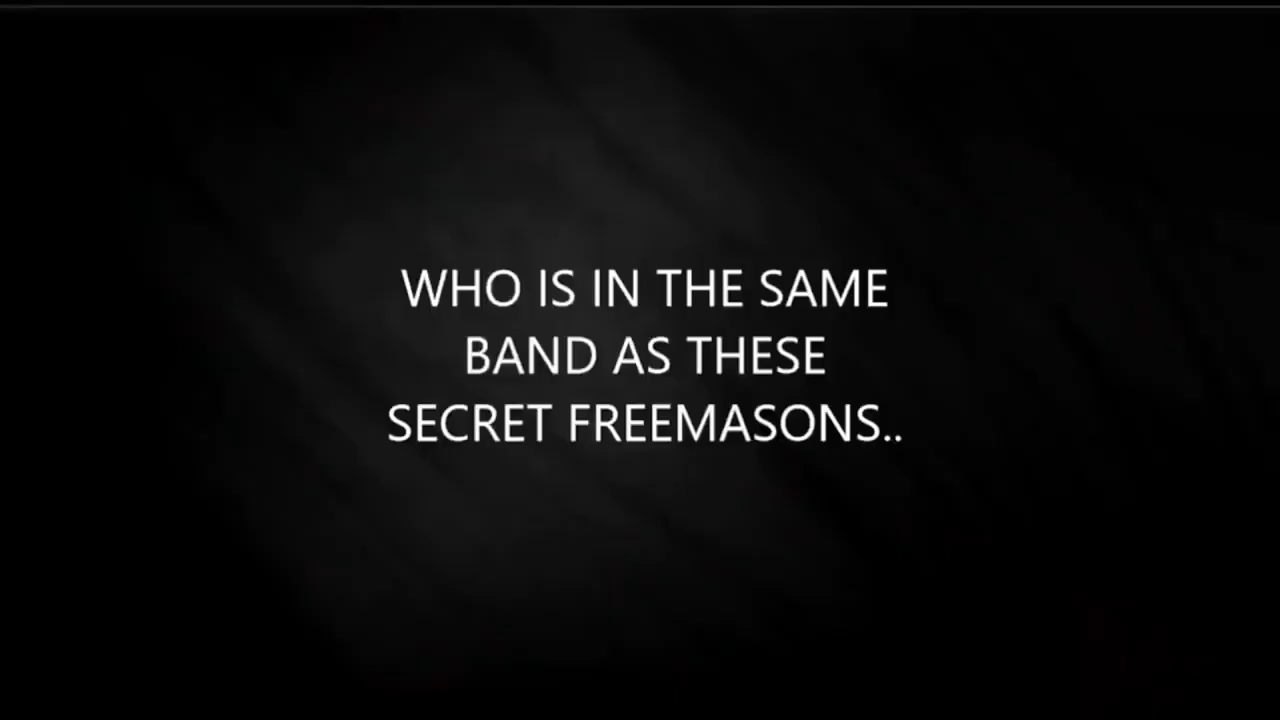 WHO IS IN THE SAME
BAND AS THESE
SECRET FREEMASONS..